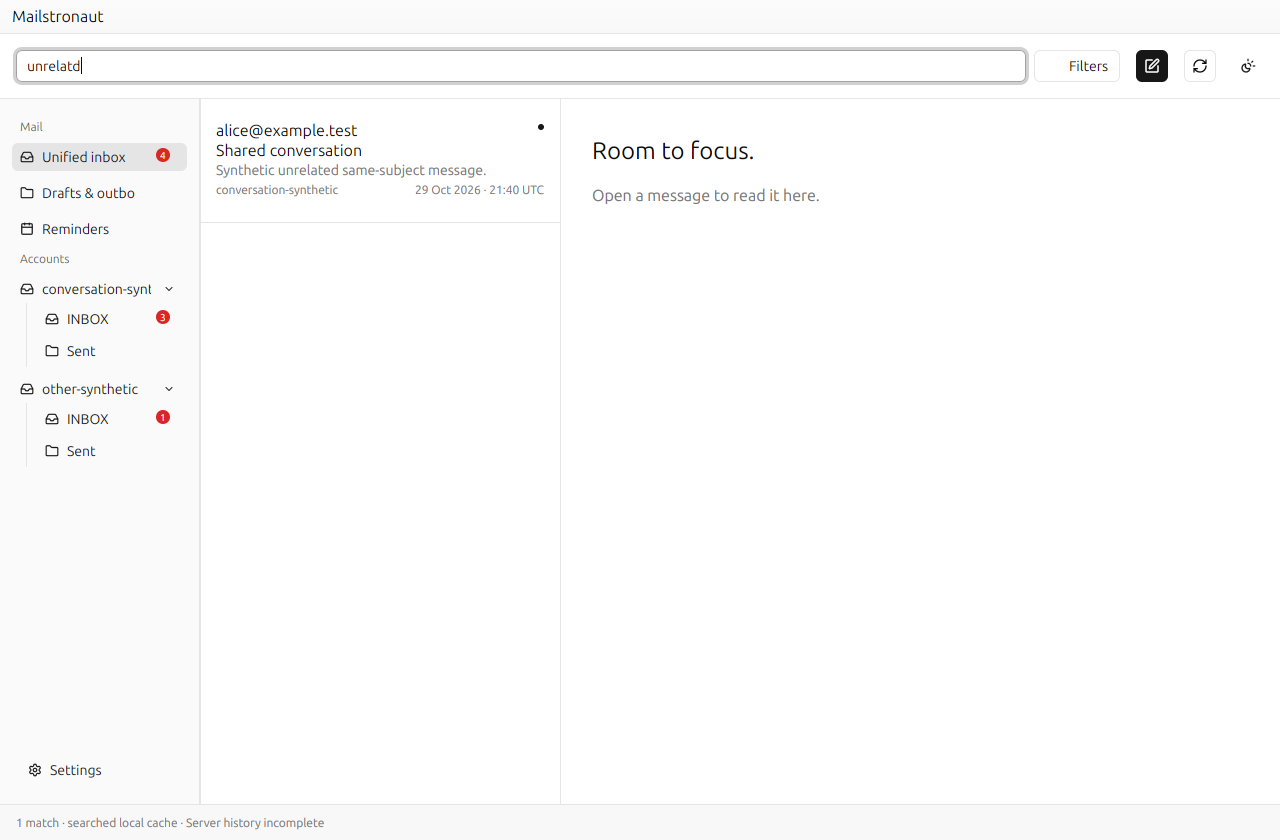 Mailstronaut
unrelatd
Filters
Mail
Unified inbox 4
Drafts & outbo
Reminders
Accounts
conversation-synt
INBOX 3
Sent
other-synthetic
INBOX 1
Sent
Settings
alice@example.test
Shared conversation
Synthetic unrelated same-subject message.
conversation-synthetic 29 Oct 2026 · 21:40 UTC
Room to focus.
Open a message to read it here.
1 match · searched local cache · Server history incomplete